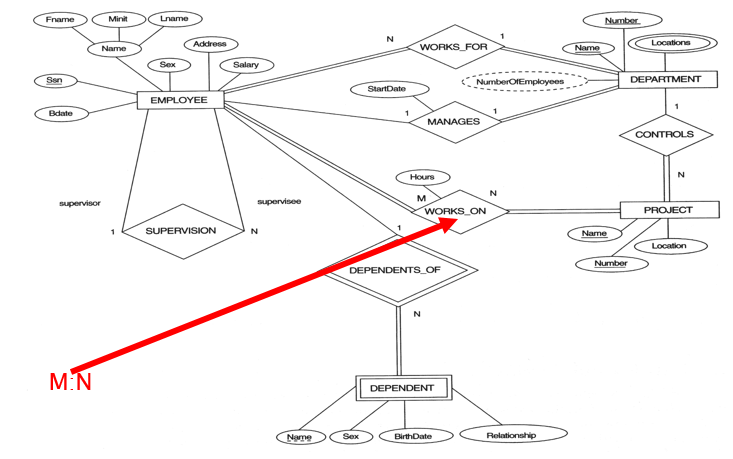 Fname
Minit
Lname
Name
Address
Sex
Salary
Ssn
Bdate
EMPLOYEE
N
WORKS_FOR
1
Number
Name
Locations
NumberOfEmployees
DEPARTMENT
StartDate
1
MANAGES
1
1
CONTROLS
N
supervisor
supervisee
1
SUPERVISION
N
Hours
M
WORKS_ON
N
PROJECT
Name
Number
Location
1
DEPENDENTS_OF
N
M:N
DEPENDENT
Name
Sex
BirthDate
Relationship